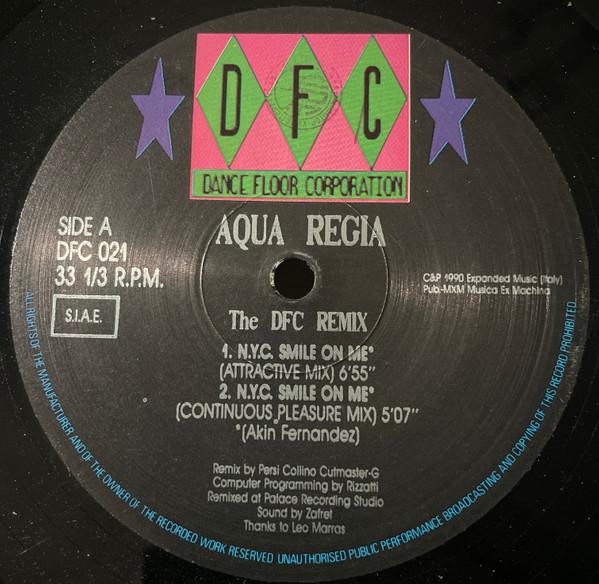 DFC
DANCE FLOOR CORPORATION
AQUA REGIA
SIDE A
DFC 021
33 1/3 R.P.M.
S.I.A.E.
C&P 1990 Expanded Music (Italy)
Pub.-MXM Musica Ex Machina
The DFC REMIX
1. N.Y.C. SMILE ON ME*
(ATTRACTIVE MIX) 6'55"
2. N.Y.C. SMILE ON ME*
(CONTINUOUS PLEASURE MIX) 5'07"
*(Akin Fernandez)
Remix by Persi Collino Cutmaster-G
Computer Programming by Rizzatti
Remixed at Palace Recording Studio
Sound by Zafret
Thanks to Leo Marras
ALL RIGHTS OF THE MANUFACTURER AND OF THE OWNER OF THE RECORDED WORK RESERVED UNAUTHORISED PUBLIC PERFORMANCE BROADCASTING AND COPYING OF THIS RECORD PROHIBITED